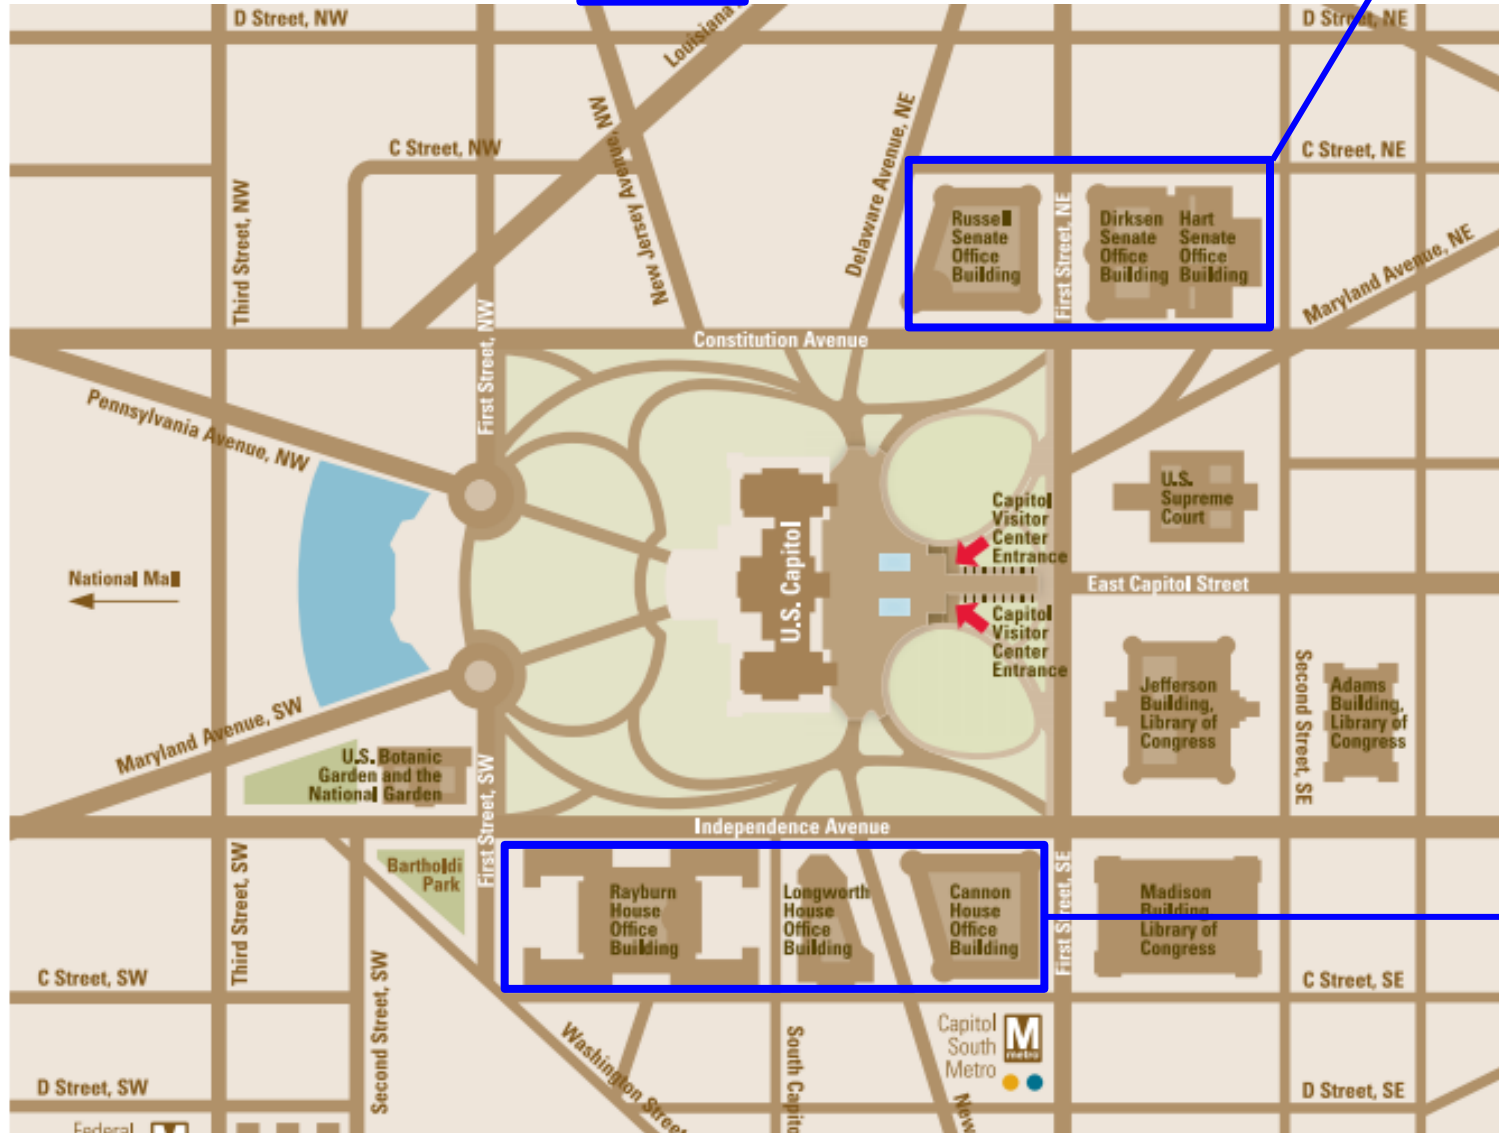 D Street, NW
Louisiana
D Street, NE
C Street, NW
New Jersey Avenue, NW
Delaware Avenue, NE
C Street, NE
Third Street, NW
First Street, NW
Russell
Senate
Office
Building
First Street, NE
Dirksen
Senate
Office
Building
Hart
Senate
Office
Building
Maryland Avenue, NE
Constitution Avenue
Pennsylvania Avenue, NW
U.S.
Supreme
Court
Capitol
Visitor
Center
Entrance
U.S. Capitol
National Mall
East Capitol Street
Capitol
Visitor
Center
Entrance
Jefferson
Building,
Library of
Congress
Second Street, SE
Adams
Building,
Library of
Congress
Maryland Avenue, SW
U.S. Botanic
Garden and the
National Garden
First Street, SW
Independence Avenue
Bartholdi
Park
Third Street, SW
Rayburn
House
Office
Building
Longworth
House
Office
Building
Cannon
House
Office
Building
First Street, SE
Madison
Building
Library of
Congress
C Street, SW
Second Street, SW
C Street, SE
Washington Street
South
Capitol
South
Metro
M
metro
New
D Street, SW
D Street, SE
Federal
M